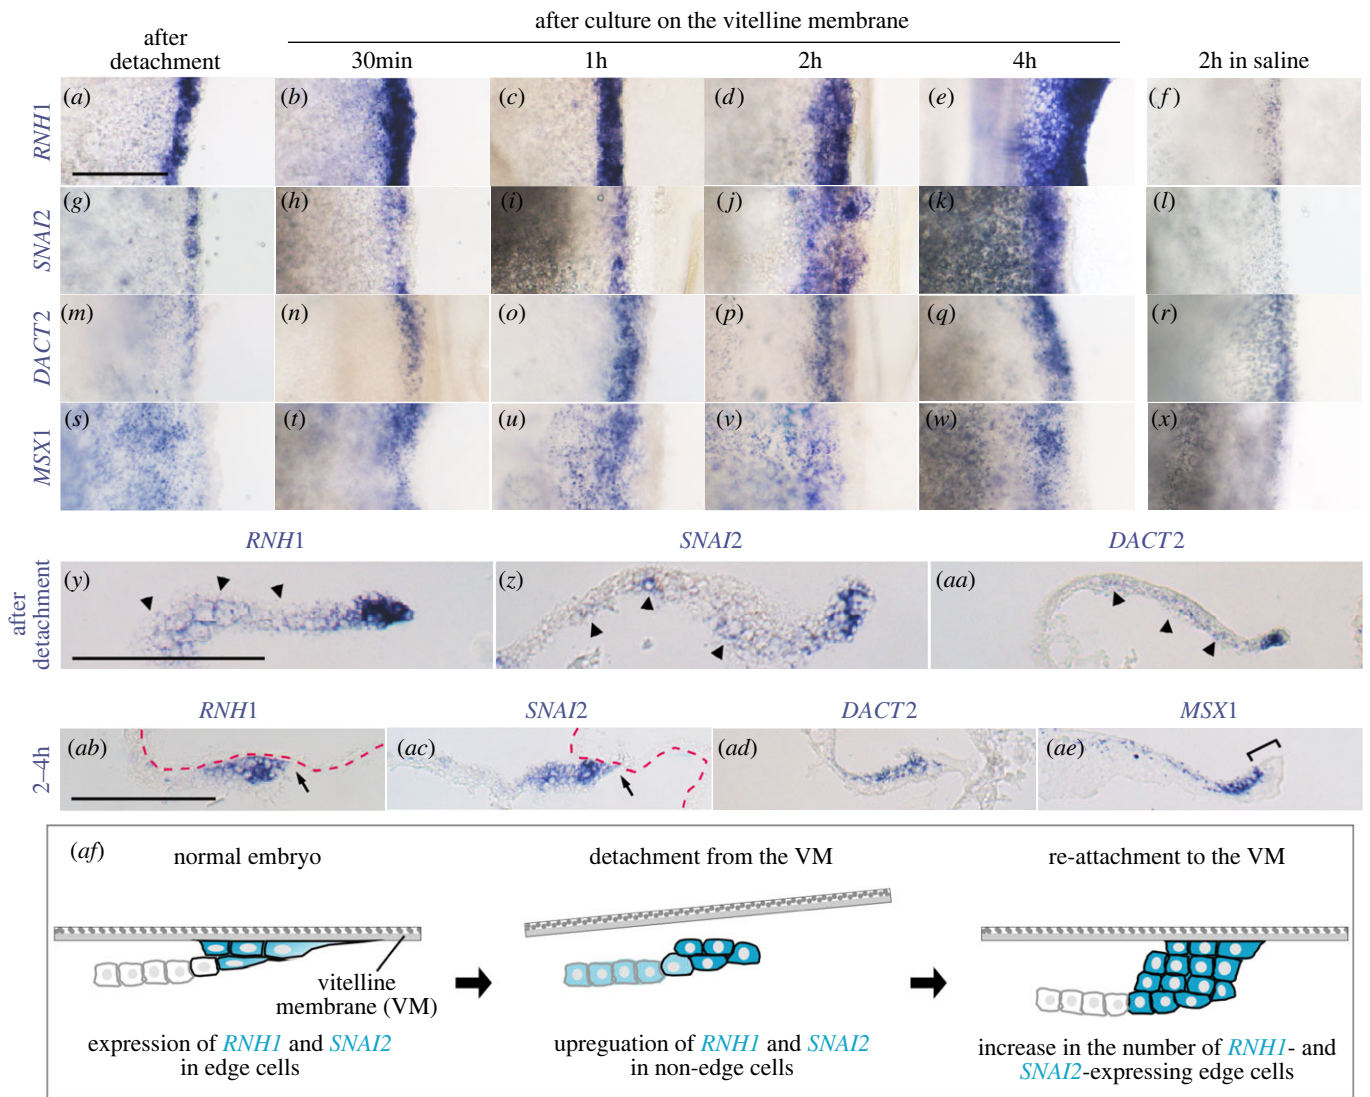 after culture on the vitelline membrane
after
detachment
30min
1h
2h
4h
2h in saline
RNH1
(a)
(b)
(c)
(d)
(e)
(f)
SNAI2
(g)
(h)
(i)
(j)
(k)
(l)
DACT2
(m)
(n)
(o)
(p)
(q)
(r)
MSX1
(s)
(t)
(u)
(v)
(w)
(x)
RNH1
SNAI2
DACT2
after
detachment
(y)
(z)
(aa)
RNH1
SNAI2
DACT2
MSX1
2–4h
(ab)
(ac)
(ad)
(ae)
(af)
normal embryo
detachment from the VM
re-attachment to the VM
vitelline
membrane (VM)
expression of RNH1 and SNAI2
in edge cells
upreguation of RNH1 and SNAI2
in non-edge cells
increase in the number of RNH1- and
SNAI2-expressing edge cells